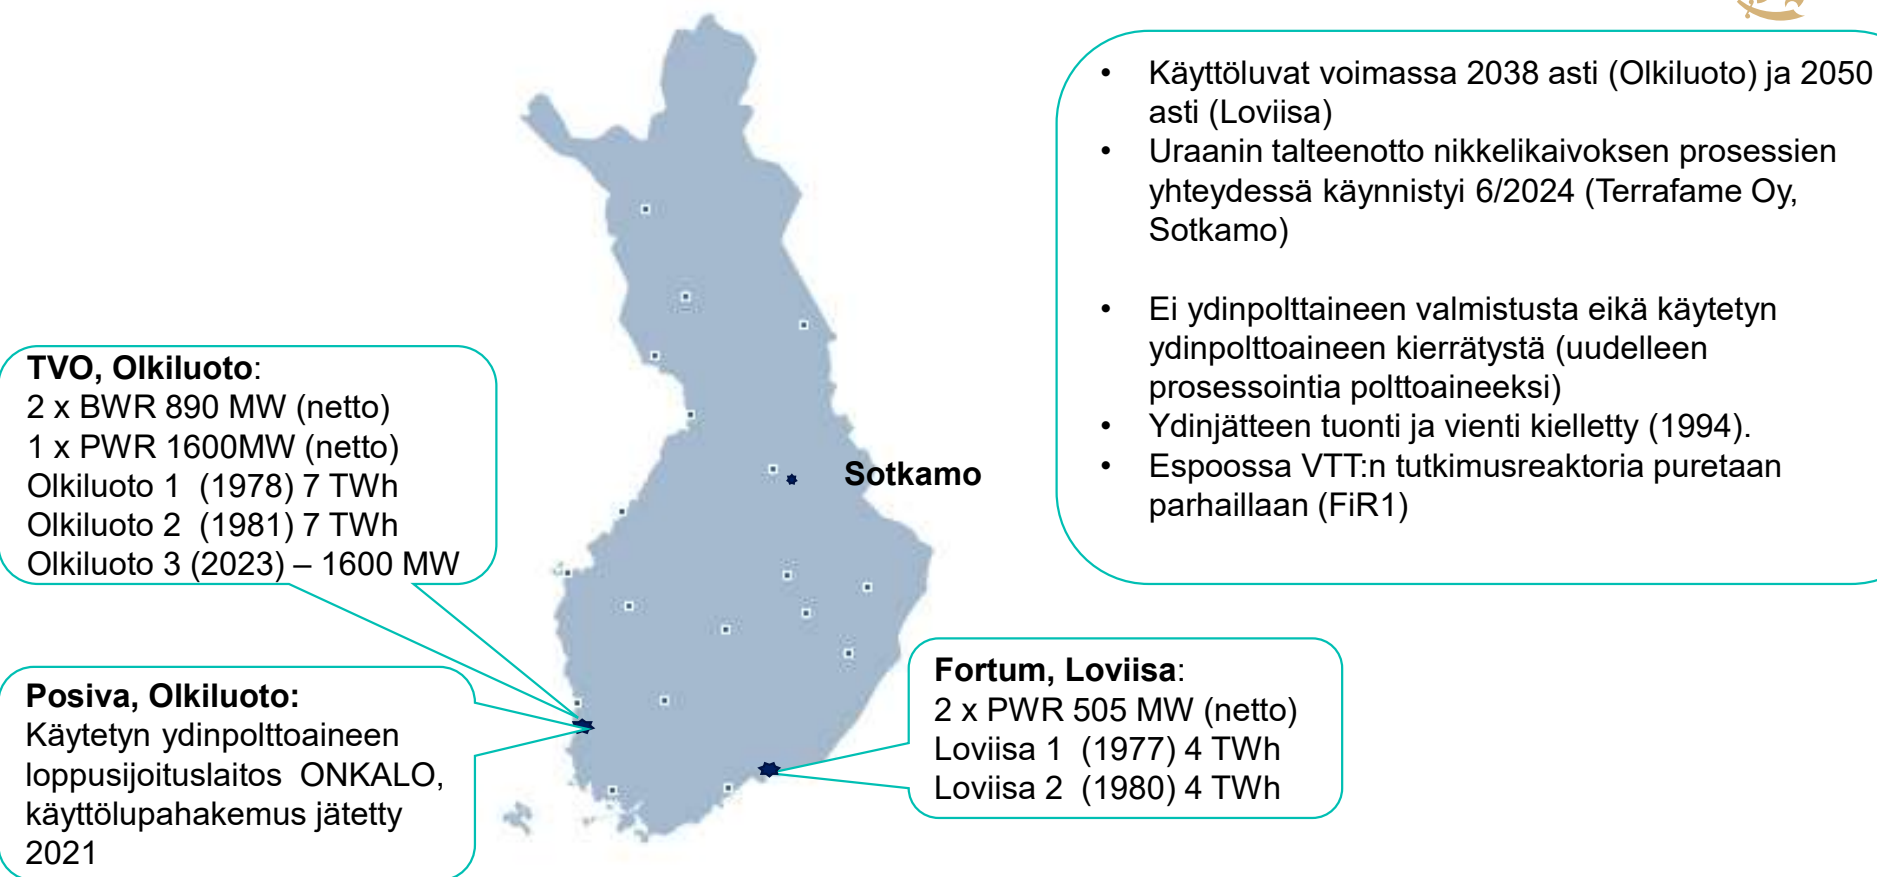 • Käyttöluvat voimassa 2038 asti (Olkiluoto) ja 2050
asti (Loviisa)
• Uraanin talteenotto nikkelikaivoksen prosessien
yhteydessä käynnistyi 6/2024 (Terrafame Oy,
Sotkamo)
• Ei ydinpolttaineen valmistusta eikä käytetyn
ydinpolttoaineen kierrätystä (uudelleen
prosessointia polttoaineeksi)
• Ydinjätteen tuonti ja vienti kielletty (1994).
• Espoossa VTT:n tutkimusreaktoria puretaan
parhaillaan (FiR1)
TVO, Olkiluoto:
2 x BWR 890 MW (netto)
1 x PWR 1600MW (netto)
Olkiluoto 1 (1978) 7 TWh
Olkiluoto 2 (1981) 7 TWh
Olkiluoto 3 (2023) – 1600 MW
Sotkamo
Posiva, Olkiluoto:
Käytetyn ydinpolttoaineen
loppusijoituslaitos ONKALO,
käyttölupahakemus jätetty
2021
Fortum, Loviisa:
2 x PWR 505 MW (netto)
Loviisa 1 (1977) 4 TWh
Loviisa 2 (1980) 4 TWh